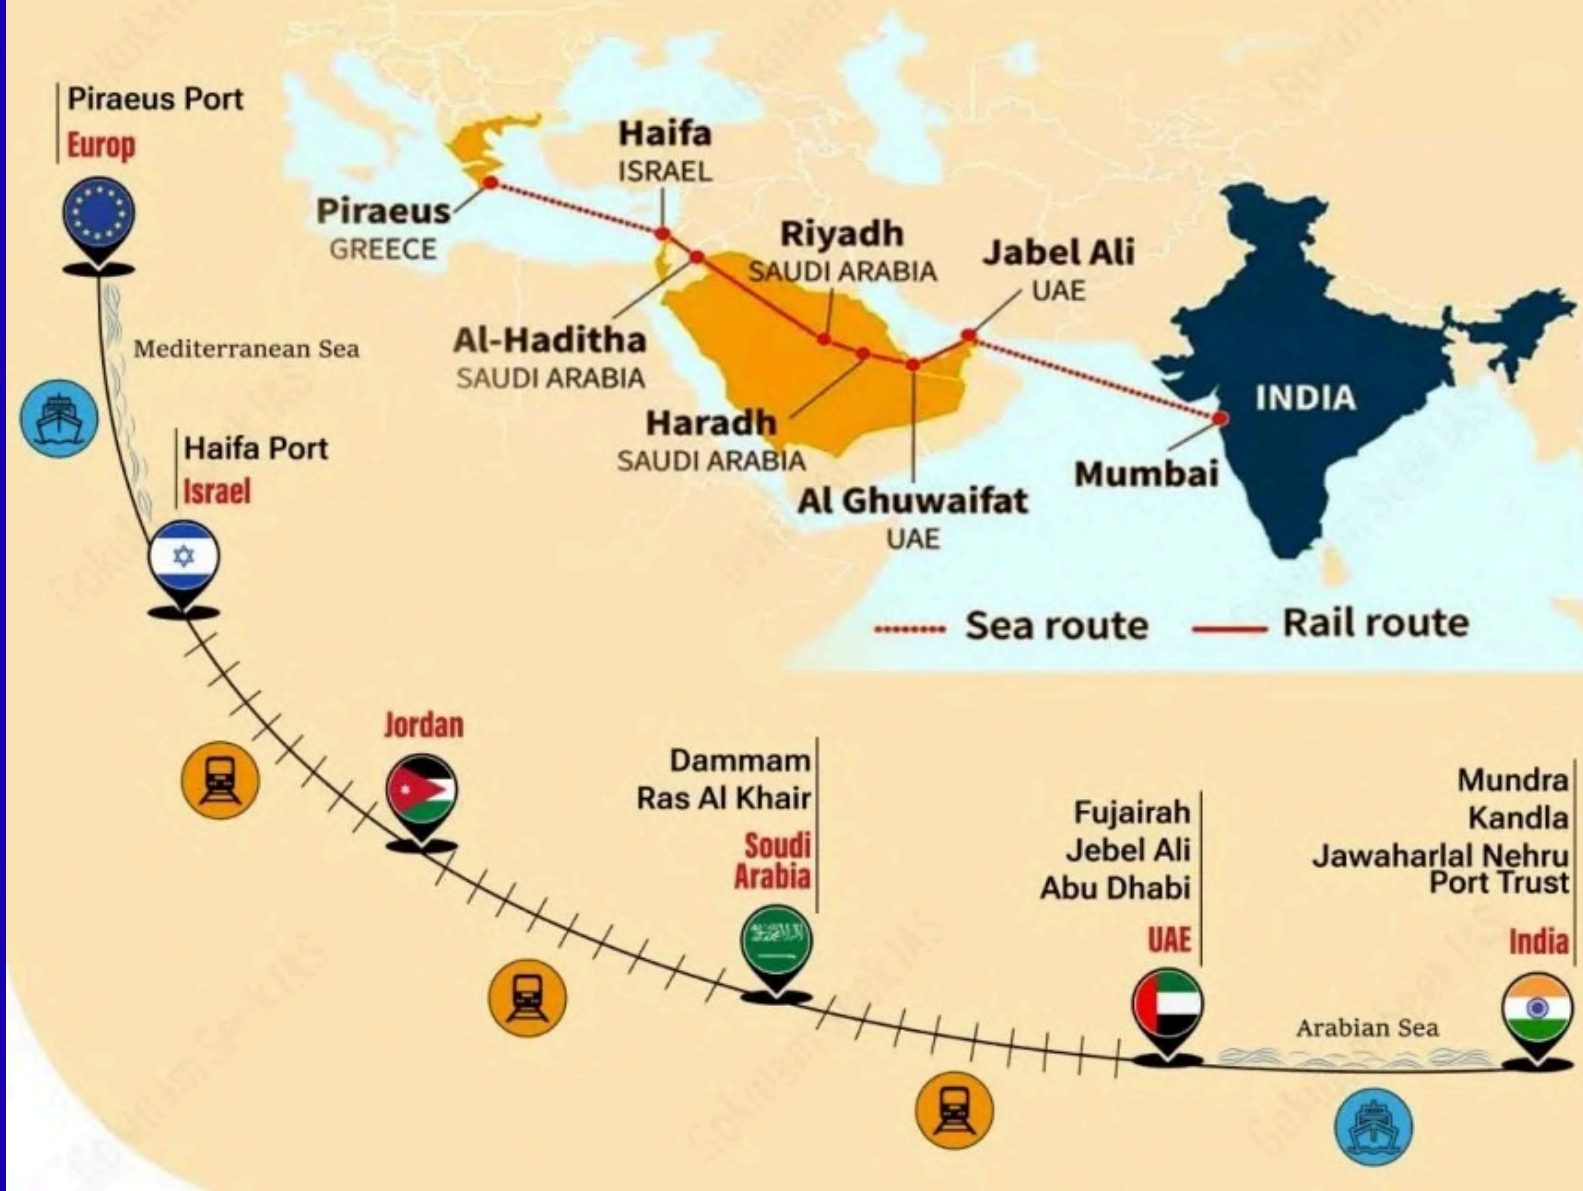 Piraeus Port
Europ
Mediterranean Sea
Haifa Port
Israel
Jordan
Dammam
Ras Al Khair
Soudi
Arabia
Fujairah
Jebel Ali
Abu Dhabi
UAE
Arabian Sea
Mundra
Kandla
Jawaharlal Nehru
Port Trust
India
Piraeus
GREECE
Haifa
ISRAEL
Al-Haditha
SAUDI ARABIA
Riyadh
SAUDI ARABIA
Haradh
SAUDI ARABIA
Al Ghuwaifat
UAE
Jabel Ali
UAE
Mumbai
INDIA
Sea route
Rail route